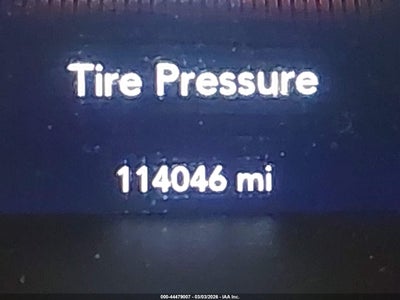 Tire Pressure
114046 mi
000-44479007 - 03/03/2026 - IAA Inc.